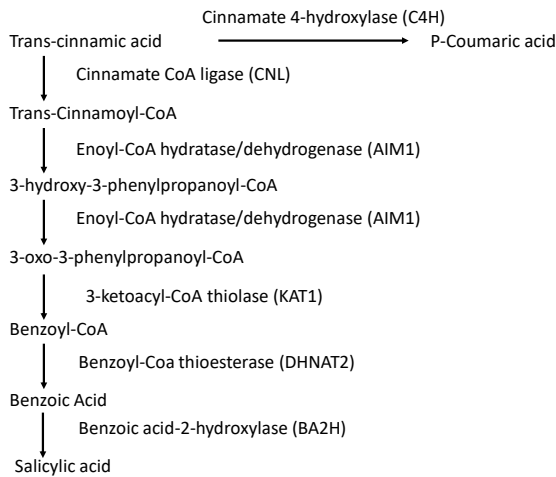 Cinnamate 4-hydroxylase (C4H)
Trans-cinnamic acid
P-Coumaric acid
Cinnamate CoA ligase (CNL)
Trans-Cinnamoyl-CoA
Enoyl-CoA hydratase/dehydrogenase (AIM1)
3-hydroxy-3-phenylpropanoyl-CoA
Enoyl-CoA hydratase/dehydrogenase (AIM1)
3-oxo-3-phenylpropanoyl-CoA
3-ketoacyl-CoA thiolase (KAT1)
Benzoyl-CoA
Benzoyl-Coa thioesterase (DHNAT2)
Benzoic Acid
Benzoic acid-2-hydroxylase (BA2H)
Salicylic acid